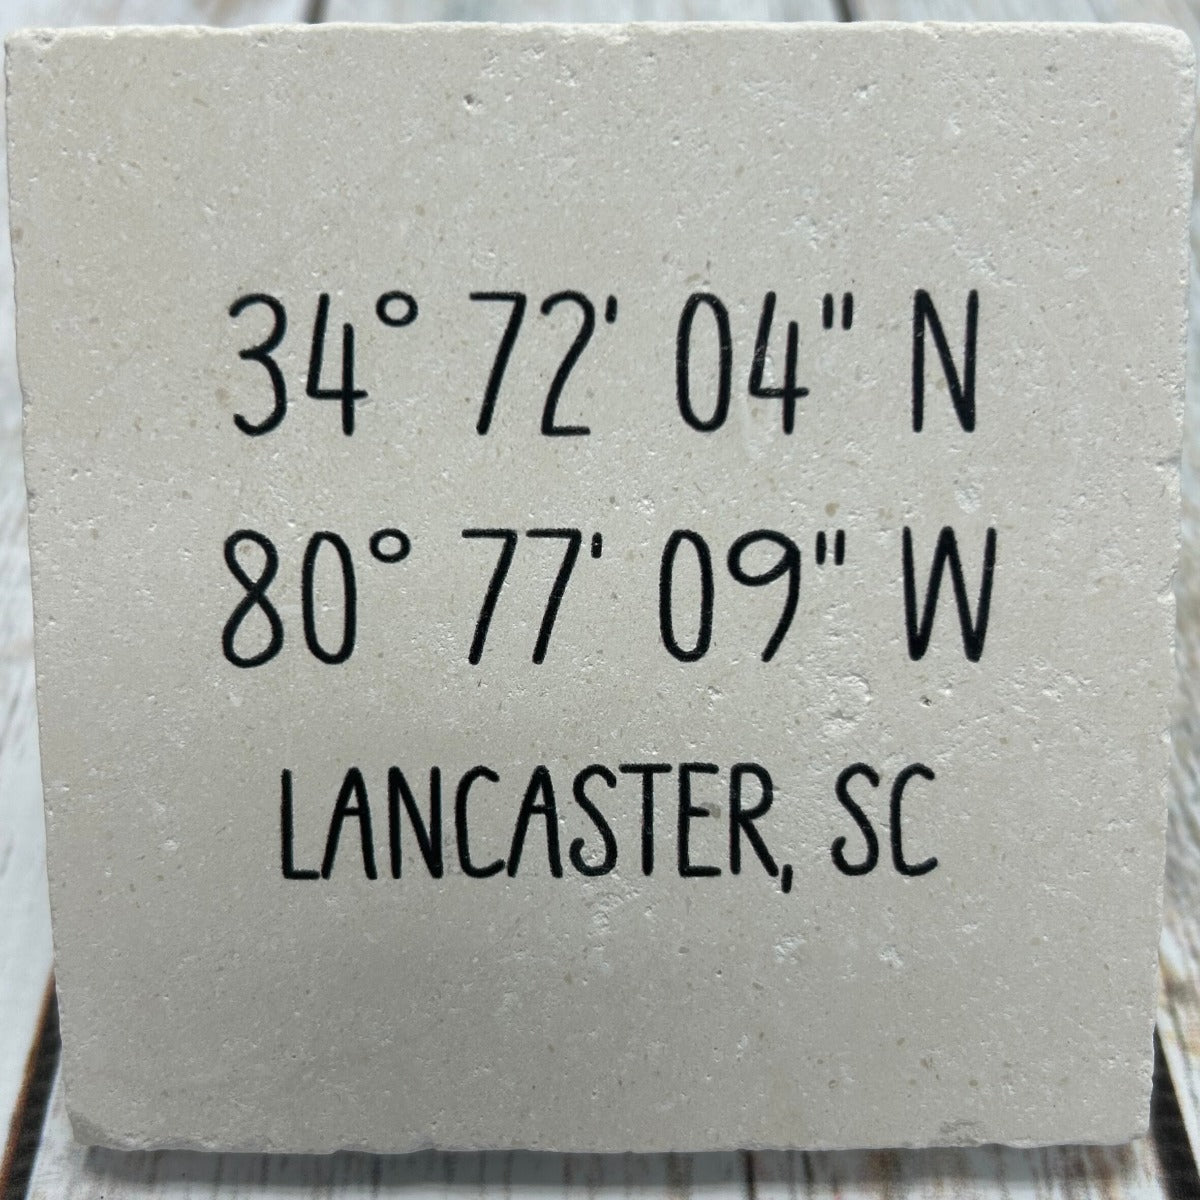 34° 72' 04" N
80° 77' 09" W
LANCASTER, SC